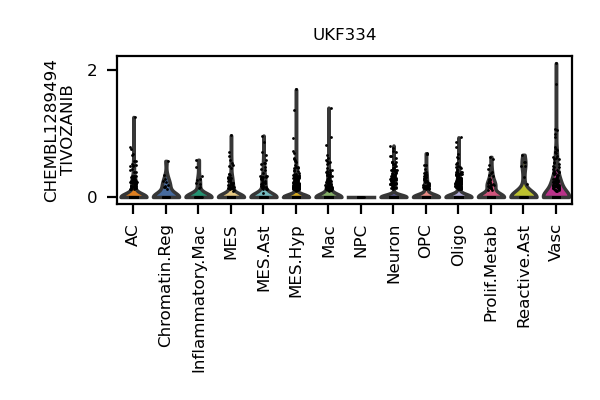 UKF334
CHEMBL1289494
TIVOZANIB
2
0
AC
Chromatin.Reg
Inflammatory.Mac
MES
MES.Ast
MES.Hyp
Mac
NPC
Neuron
OPC
Oligo
Prolif.Metab
Reactive.Ast
Vasc